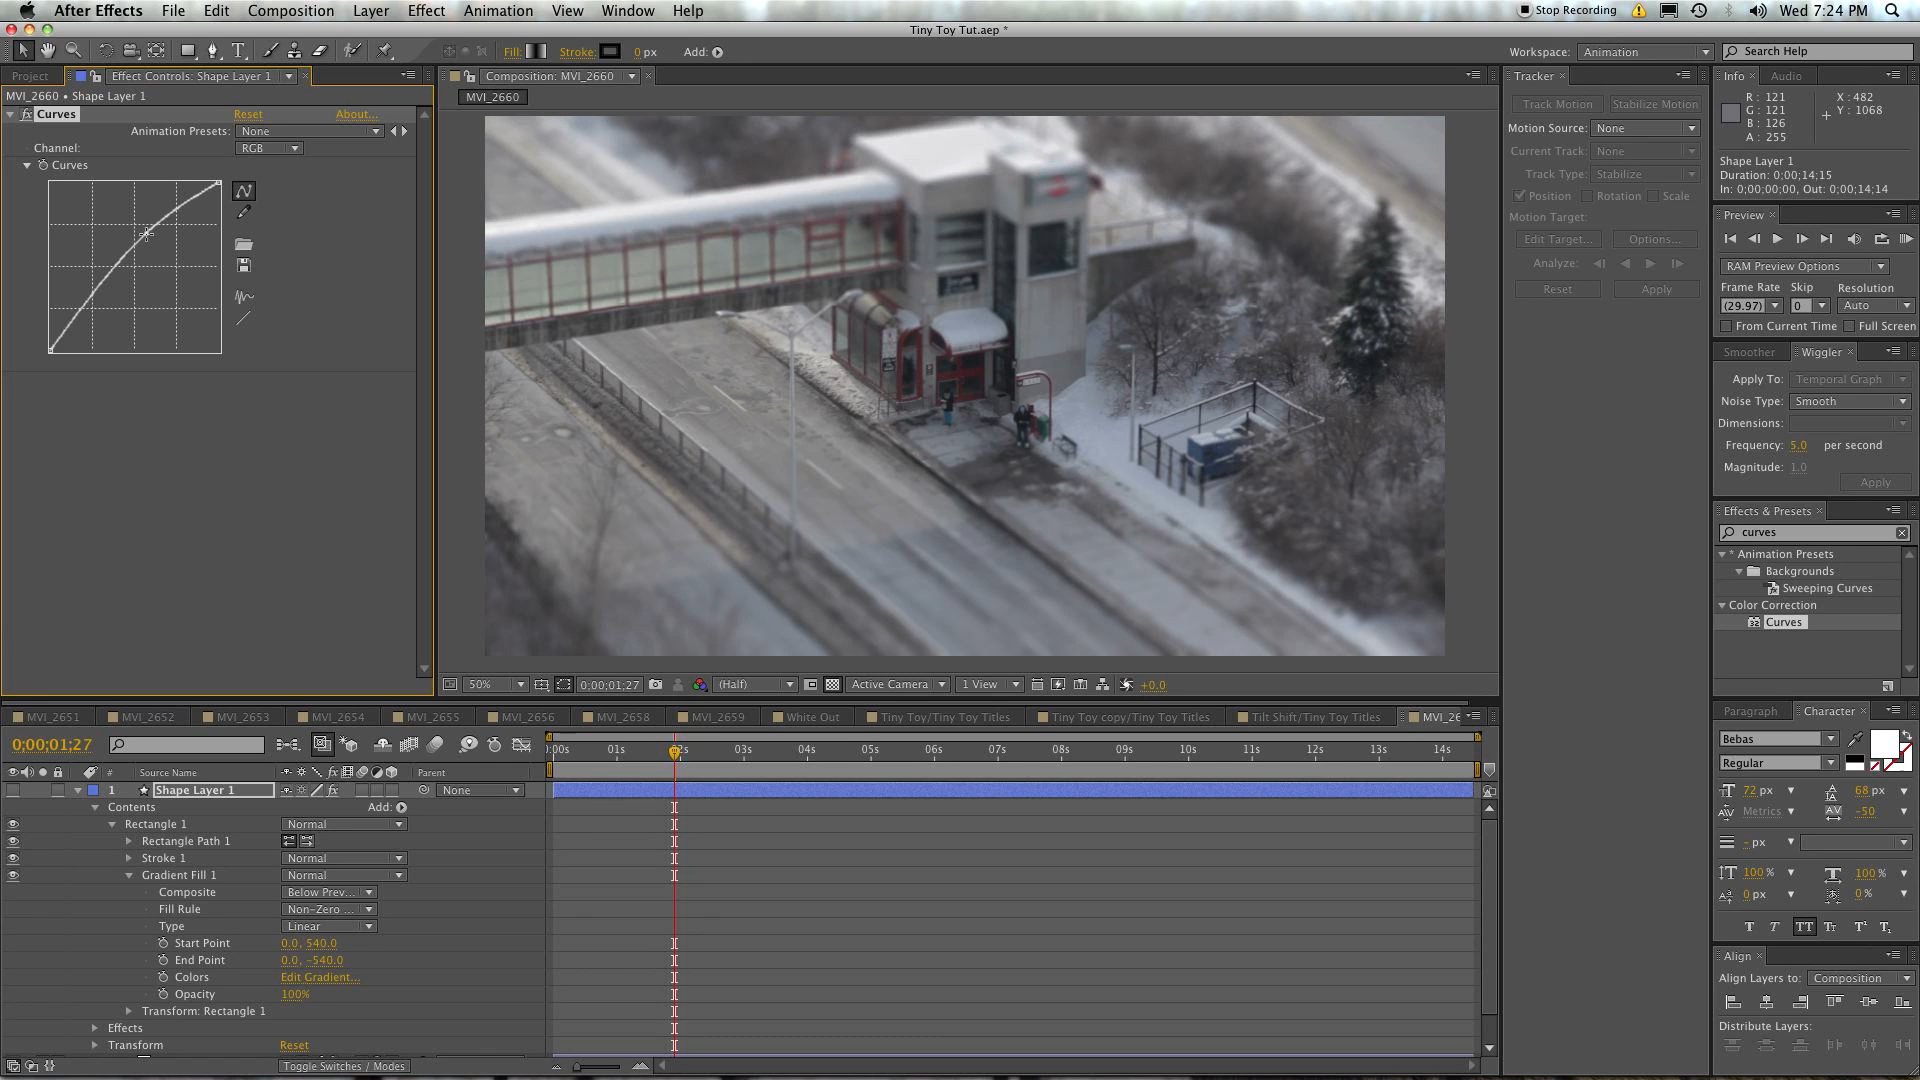 After Effects File Edit Composition Layer Effect Animation View Window Help
Stop Recording Wed 7:24 PM
Tiny Toy Tut.aep *
Fill: Stroke: 0 px Add:
Workspace: Animation
Search Help
Project Effect Controls: Shape Layer 1
MVI_2660 • Shape Layer 1
fx Curves Reset About...
Animation Presets: None
Channel: RGB
Curves
Composition: MVI_2660
MVI_2660
50% 0;00;01;27 (Half) Active Camera 1 View +0.0
Tracker
Track Motion Stabilize Motion
Motion Source: None
Current Track: None
Track Type: Stabilize
Position Rotation Scale
Motion Target:
Edit Target... Options...
Analyze:
Reset Apply
Info Audio
R: 121 X: 482
G: 121 Y: 1068
B: 126
A: 255
Shape Layer 1
Duration: 0;00;14;15
In: 0;00;00;00, Out: 0;00;14;14
Preview
RAM Preview Options
Frame Rate Skip Resolution
(29.97) 0 Auto
From Current Time Full Screen
Smoother Wiggler
Apply To: Temporal Graph
Noise Type: Smooth
Dimensions:
Frequency: 5.0 per second
Magnitude: 1.0
Apply
Effects & Presets
curves
* Animation Presets
Backgrounds
Sweeping Curves
Color Correction
32 Curves
MVI_2651 MVI_2652 MVI_2653 MVI_2654 MVI_2655 MVI_2656 MVI_2658 MVI_2659 White Out Tiny Toy/Tiny Toy Titles Tiny Toy copy/Tiny Toy Titles Tilt Shift/Tiny Toy Titles MVI_26
0;00;01;27
):00s 01s 02s 03s 04s 05s 06s 07s 08s 09s 10s 11s 12s 13s 14s
# Source Name fx Parent
1 Shape Layer 1 fx None
Contents Add:
Rectangle 1 Normal
Rectangle Path 1
Stroke 1 Normal
Gradient Fill 1 Normal
Composite Below Prev...
Fill Rule Non-Zero ...
Type Linear
Start Point 0.0, 540.0
End Point 0.0, -540.0
Colors Edit Gradient...
Opacity 100%
Transform: Rectangle 1
Effects
Transform Reset
Toggle Switches / Modes
Paragraph Character
Bebas
Regular
72 px 68 px
Metrics -50
- px
100 % 100 %
0 px 0 %
T T TT Tt T¹ T₁
Align
Align Layers to: Composition
Distribute Layers: